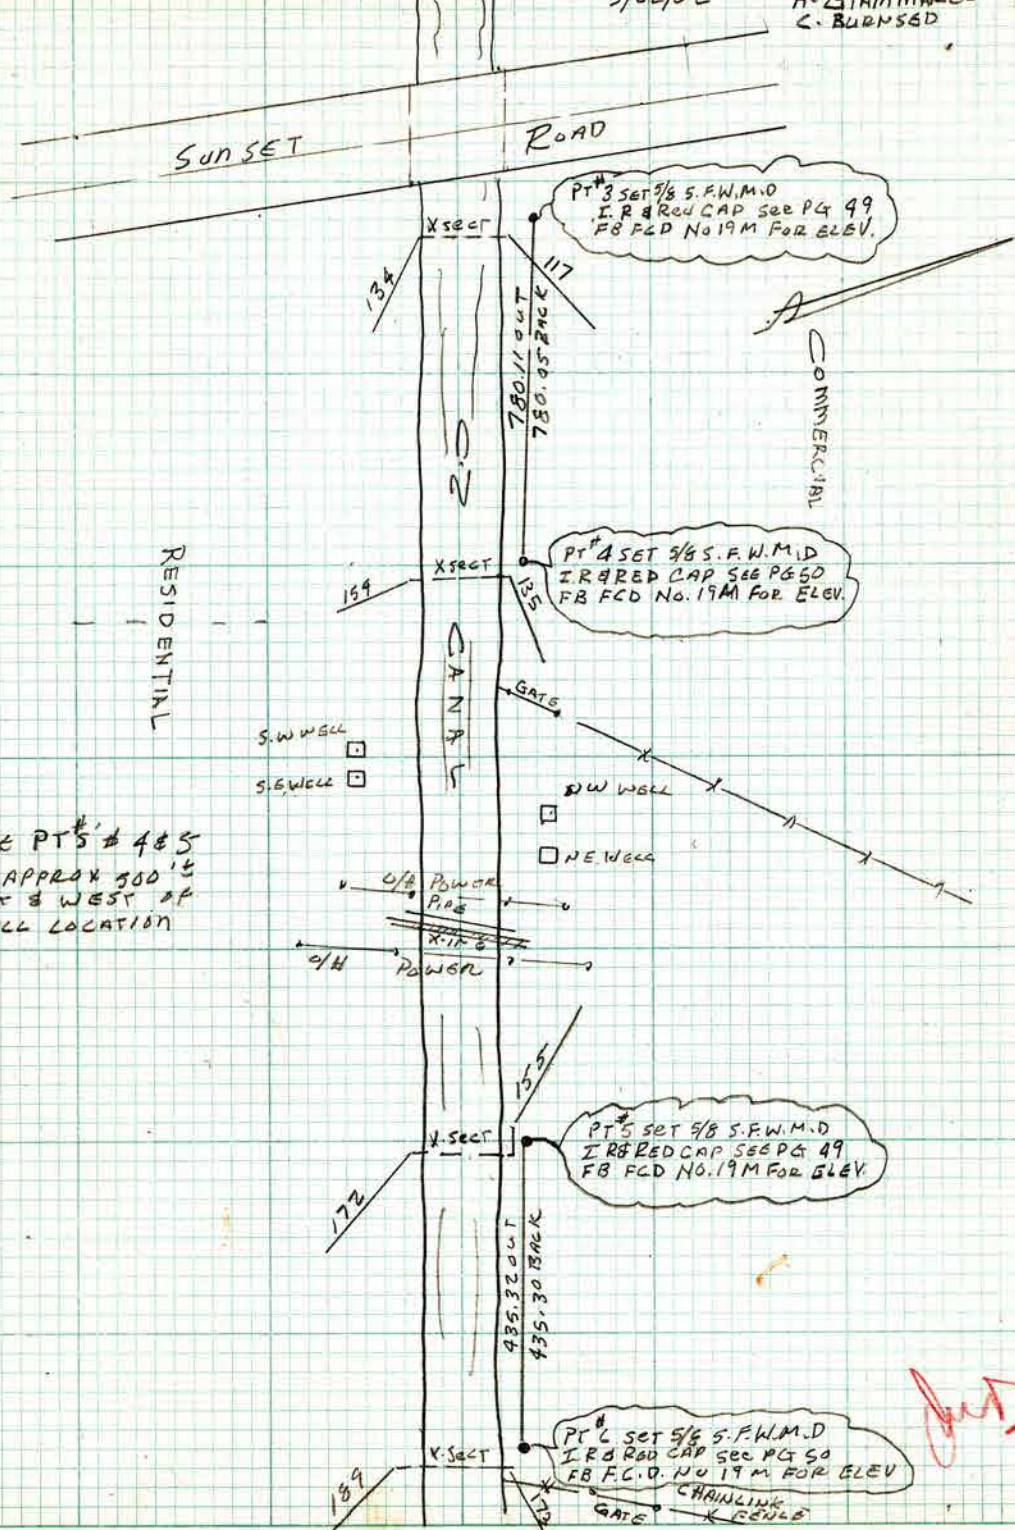 C. BURNSED
SunSET ROAD
PT #3 SET 5/8 S.F.W.M.D
I.R & Red CAP See PG 49
FB FCD No 19 M FOR ELEV.
X sect
134
117
780.11 OUT
780.05 BACK
COMMERCIAL
C-2
PT #4 SET 5/8 S.F.W.M.D
I R & RED CAP SEE PG 50
FB FCD No. 19M FOR ELEV.
X SECT
159
135
RESIDENTIAL
CANAL
GATE
S.W WELL
S.E. WELL
NW WELL
N.E. WELL
PT #'S # 4 & 5
APPROX 500'±
& WEST OF
LOCATION
O/H POWER
PIPE
X-ING
O/H POWER
155
PT #5 SET 5/8 S.F.W.M.D
I R & RED CAP SEE PG 49
FB FCD NO. 19M FOR ELEV.
X-SECT
172
435.32 OUT
435.30 BACK
PT #6 SET 5/8 S.F.W.M.D
I R & RED CAP SEE PG 50
FB F.C.D. NO 19 M FOR ELEV
X-SECT
189
CHAINLINK
GATE
FENCE